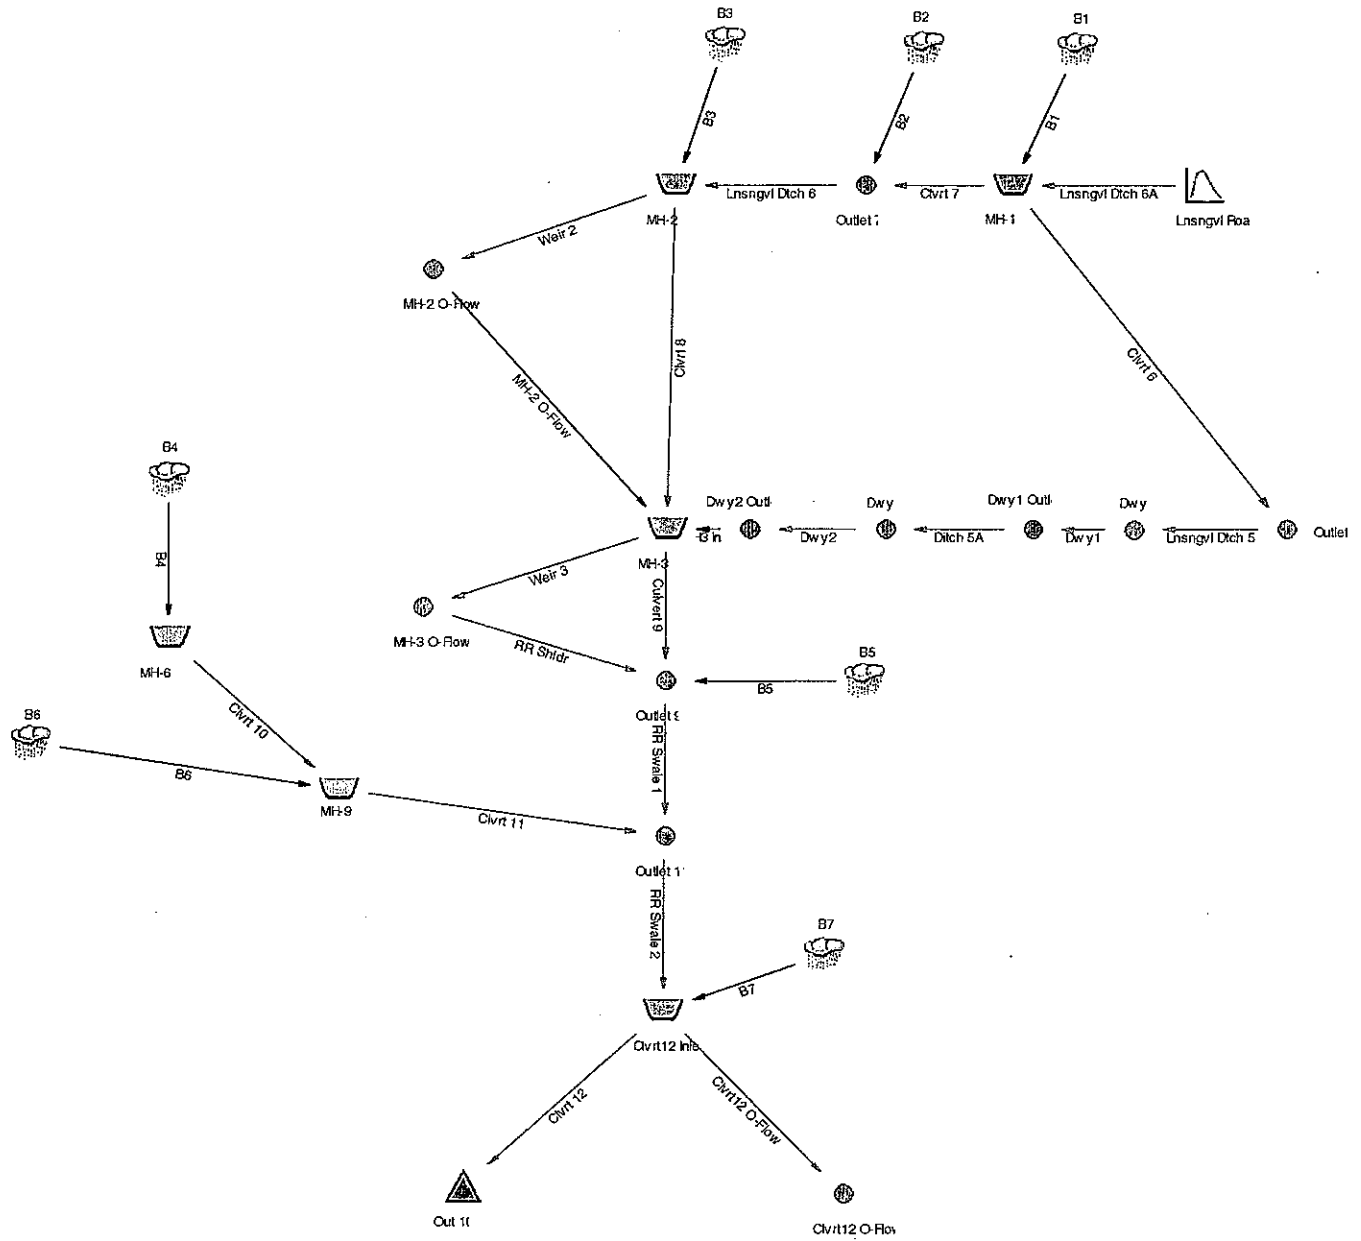 B3
B2
B1
B3
B2
B1
Lnsngvl Dtch 6
Clvrt 7
Lnsngvl Dtch 6A
MH-2
Outlet 7
MH-1
Lnsngvl Roa
Weir 2
MH-2 O-Flow
Clvrt 8
Clvrt 6
MH-2 O-Flow
B4
Dwy2 Outl
Dwy
Dwy1 Outl
Dwy
B4
Dwy2
Ditch 5A
Dwy1
Lnsngvl Dtch 5
Outlet
MH-3
Weir 3
Culvert 9
MH-3 O-Flow
RR Shldr
MH-6
B5
B5
Clvrt 10
B6
Outlet 9
B6
RR Swale 1
MH-9
Clvrt 11
Outlet 1
RR Swale 2
B7
B7
Clvrt12 Inle
Clvrt 12
Clvrt12 O-Flow
Out 1
Clvrt12 O-Flov